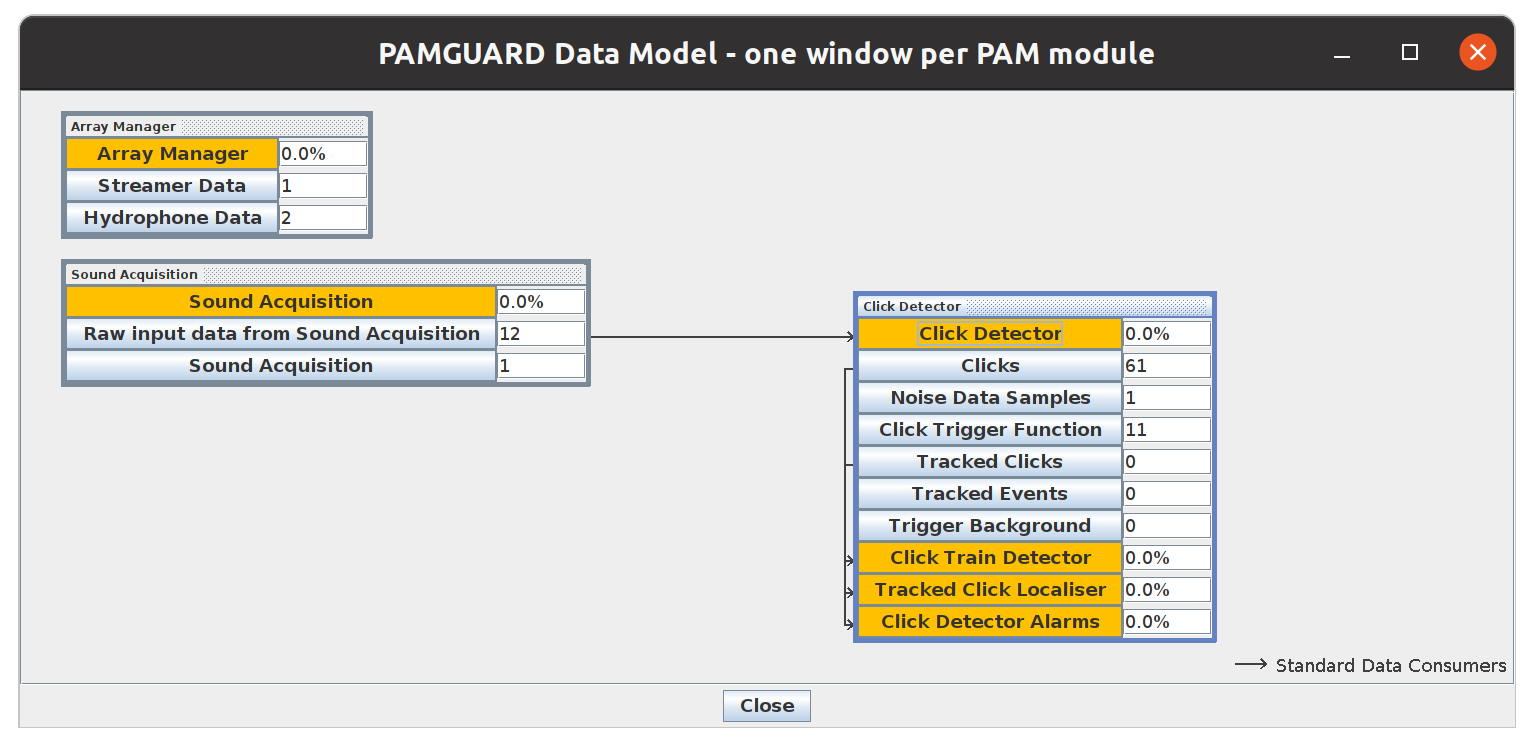 PAMGUARD Data Model - one window per PAM module
Array Manager
Array Manager 0.0%
Streamer Data 1
Hydrophone Data 2
Sound Acquisition
Sound Acquisition 0.0%
Raw input data from Sound Acquisition 12
Sound Acquisition 1
Click Detector
Click Detector 0.0%
Clicks 61
Noise Data Samples 1
Click Trigger Function 11
Tracked Clicks 0
Tracked Events 0
Trigger Background 0
Click Train Detector 0.0%
Tracked Click Localiser 0.0%
Click Detector Alarms 0.0%
Standard Data Consumers
Close